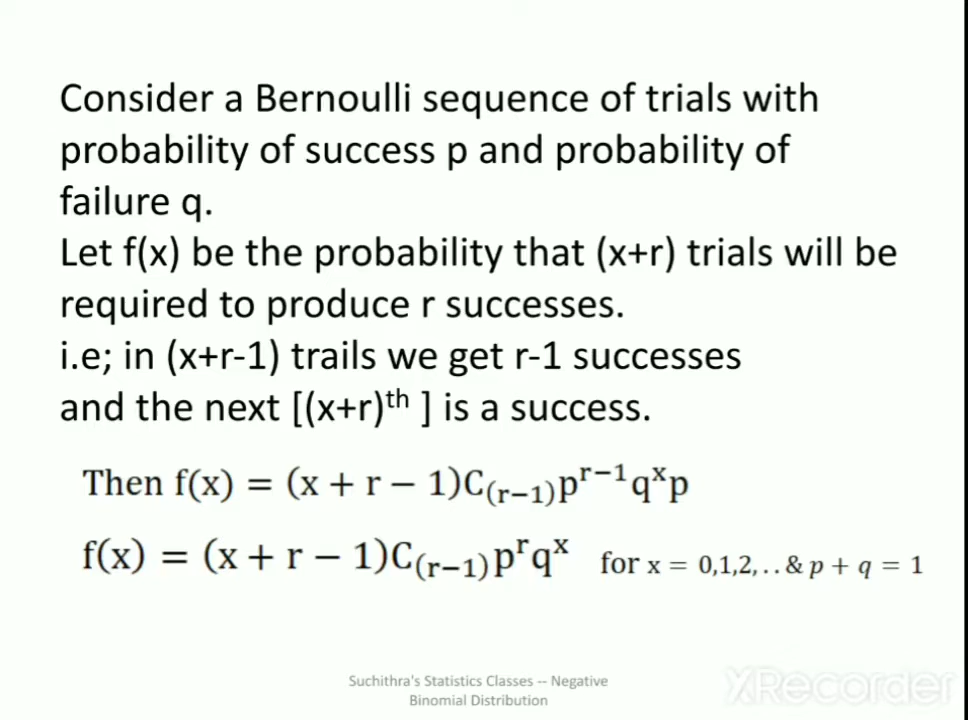 Consider a Bernoulli sequence of trials with
probability of success p and probability of
failure q.
Let f(x) be the probability that (x+r) trials will be
required to produce r successes.
i.e; in (x+r-1) trails we get r-1 successes
and the next [(x+r)ᵗʰ ] is a success.
Then f(x) = (x + r − 1)C₍ᵣ₋₁₎pʳ⁻¹qˣp
f(x) = (x + r − 1)C₍ᵣ₋₁₎pʳqˣ for x = 0,1,2, . . & p + q = 1
Suchithra's Statistics Classes -- Negative
Binomial Distribution
XRecorder